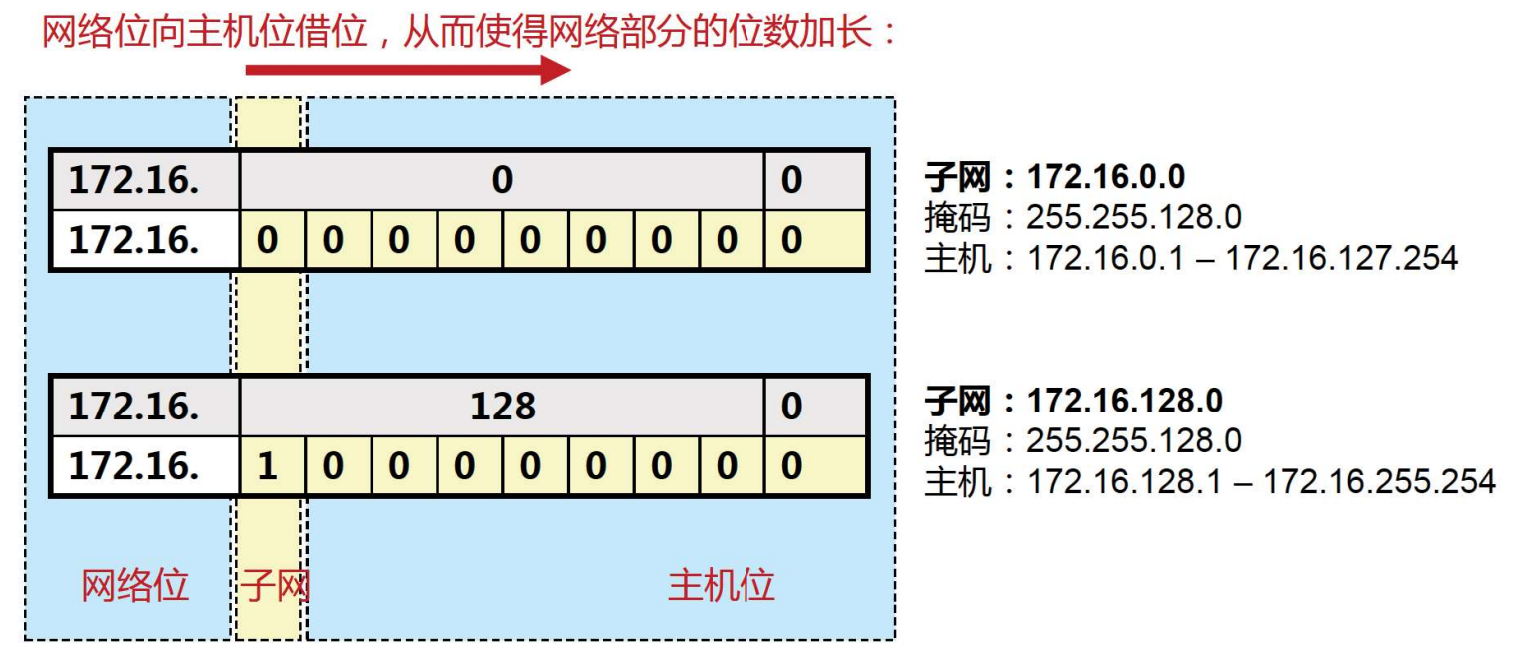 网络位向主机位借位，从而使得网络部分的位数加长：
172.16. 0 0
172.16. 0 0 0 0 0 0 0 0 0
子网：172.16.0.0
掩码：255.255.128.0
主机：172.16.0.1 – 172.16.127.254
172.16. 128 0
172.16. 1 0 0 0 0 0 0 0 0
子网：172.16.128.0
掩码：255.255.128.0
主机：172.16.128.1 – 172.16.255.254
网络位 子网 主机位